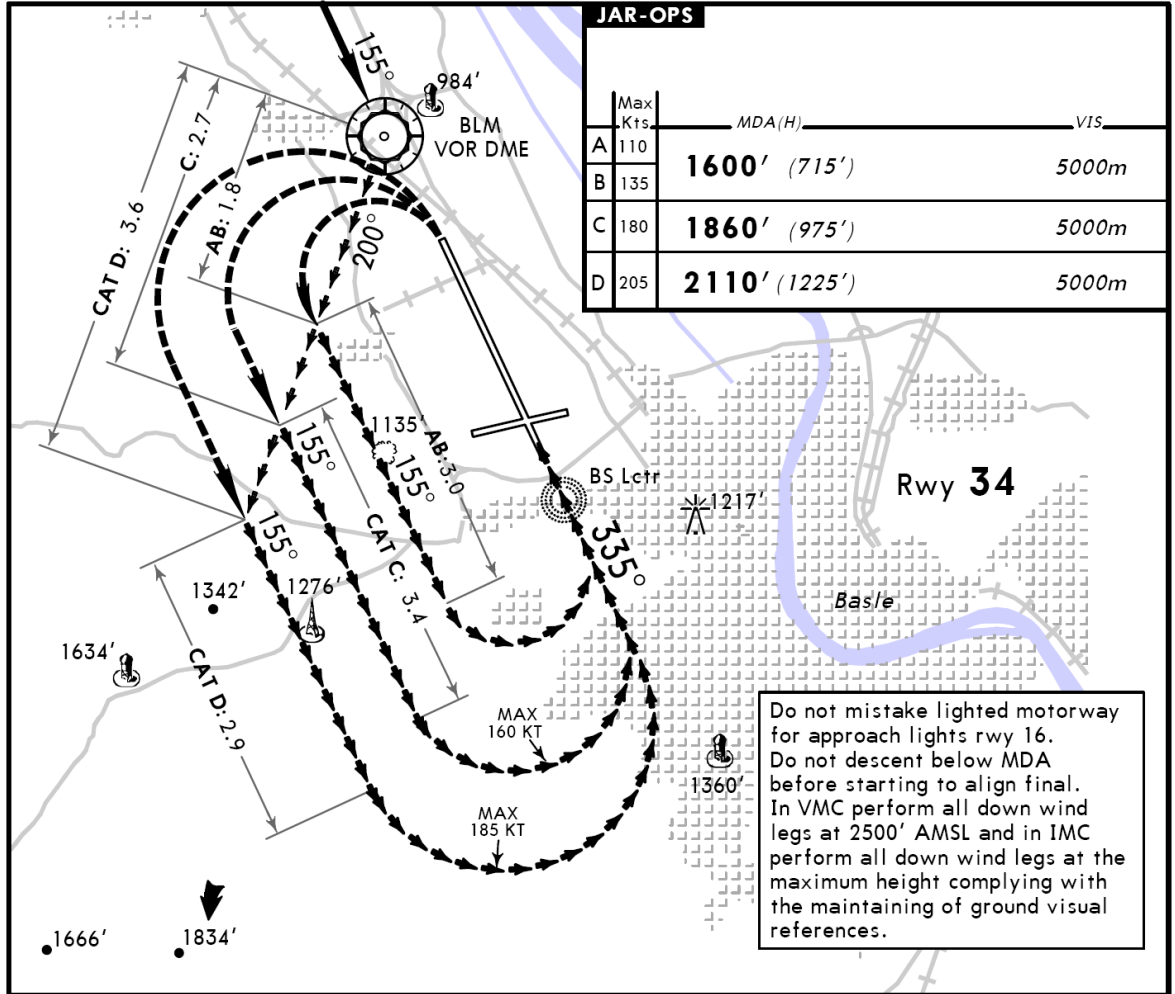 JAR-OPS
Max
Kts
MDA(H)
VIS
A 110
1600' (715')
5000m
B 135
C 180 1860' (975') 5000m
D 205 2110' (1225') 5000m
155°
984'
BLM
VOR DME
C: 2.7
AB: 1.8
CAT D: 3.6
200°
1135'
AB: 3.0
155°
155°
155°
CAT C: 3.4
BS Lctr
1217'
Rwy 34
335°
Basle
1342'
1276'
1634'
CAT D: 2.9
MAX
160 KT
MAX
185 KT
1360'
1666'
1834'
Do not mistake lighted motorway
for approach lights rwy 16.
Do not descent below MDA
before starting to align final.
In VMC perform all down wind
legs at 2500' AMSL and in IMC
perform all down wind legs at the
maximum height complying with
the maintaining of ground visual
references.